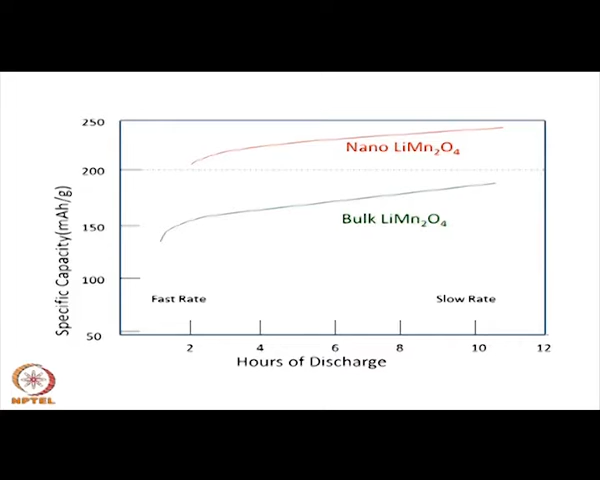 250
Nano LiMn₂O₄
200
Bulk LiMn₂O₄
150
100
Fast Rate
Slow Rate
50
Specific Capacity(mAh/g)
2 4 6 8 10 12
Hours of Discharge
NPTEL